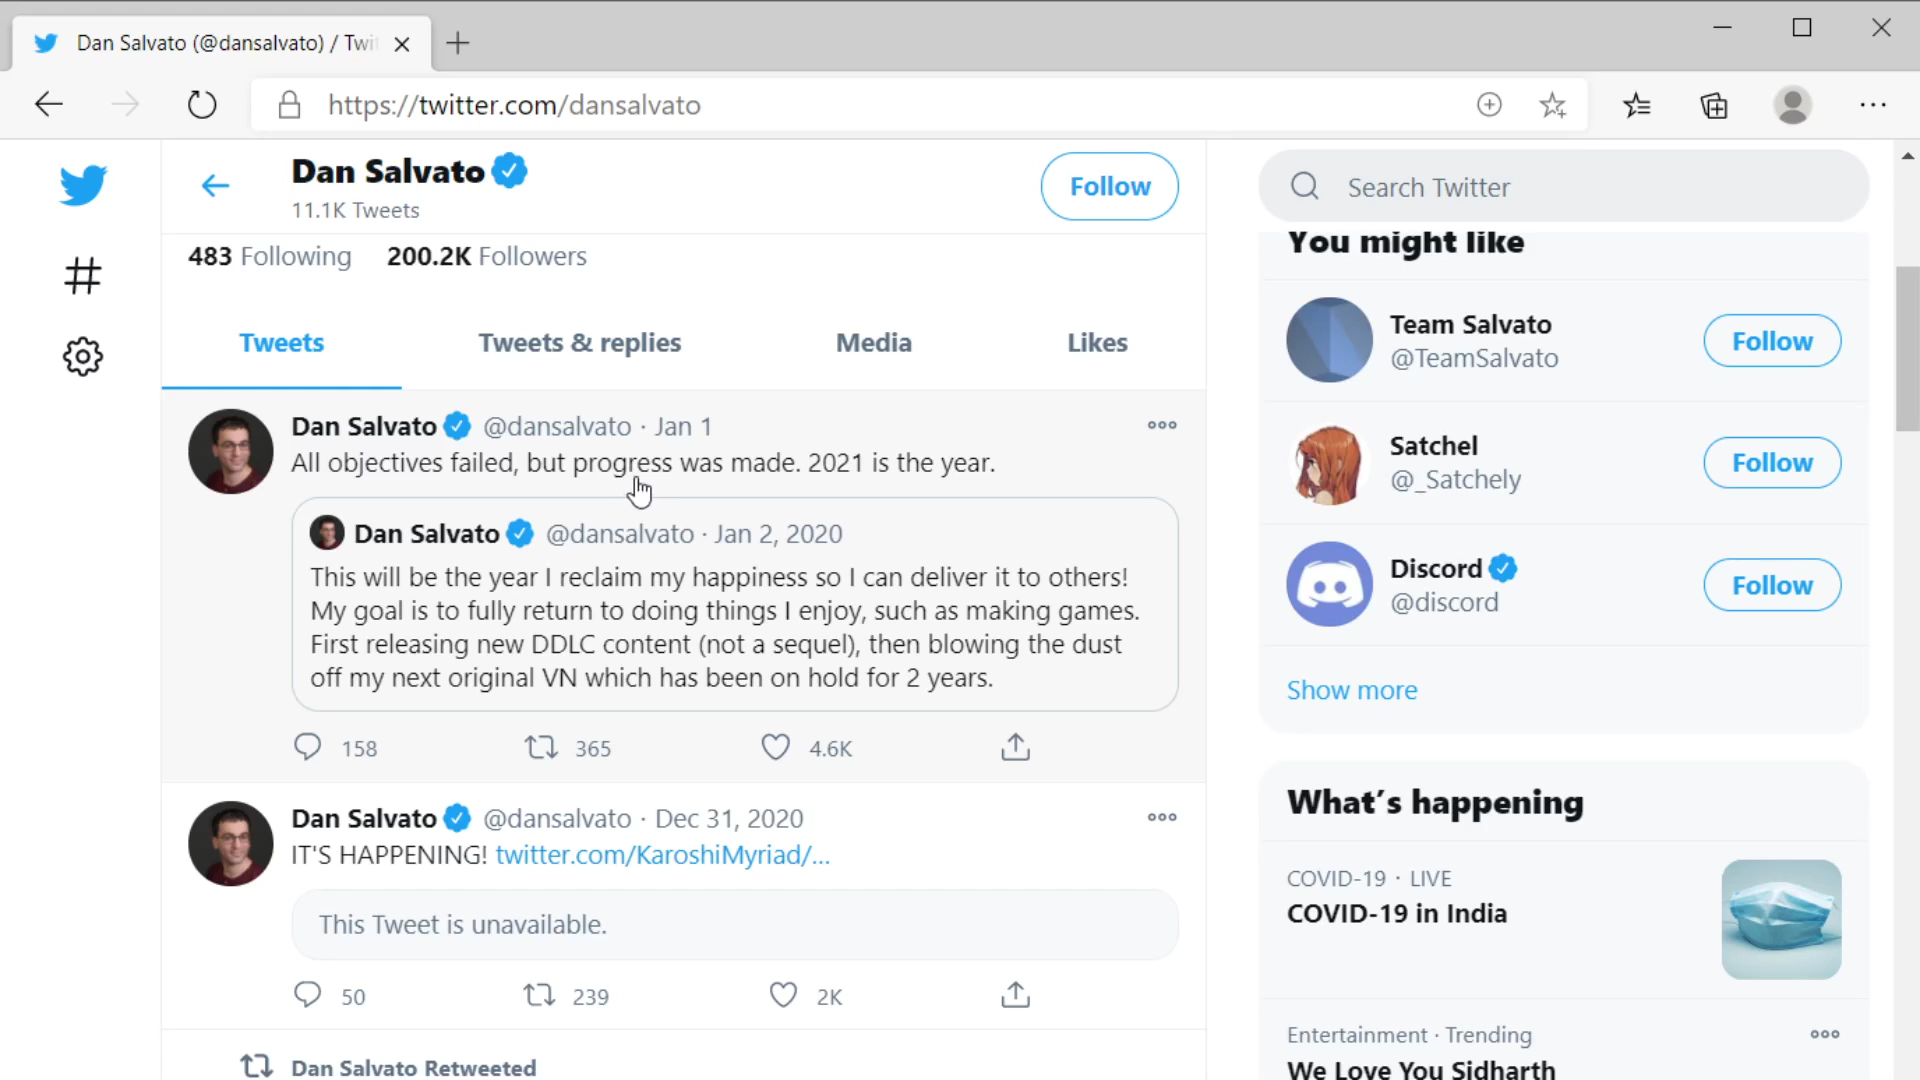 Dan Salvato (@dansalvato) / Twi
https://twitter.com/dansalvato
Dan Salvato
11.1K Tweets
Follow
483 Following 200.2K Followers
Tweets Tweets & replies Media Likes
Dan Salvato @dansalvato · Jan 1
All objectives failed, but progress was made. 2021 is the year.
Dan Salvato @dansalvato · Jan 2, 2020
This will be the year I reclaim my happiness so I can deliver it to others!
My goal is to fully return to doing things I enjoy, such as making games.
First releasing new DDLC content (not a sequel), then blowing the dust
off my next original VN which has been on hold for 2 years.
158 365 4.6K
Dan Salvato @dansalvato · Dec 31, 2020
IT'S HAPPENING! twitter.com/KaroshiMyriad/...
This Tweet is unavailable.
50 239 2K
Dan Salvato Retweeted
Search Twitter
You might like
Team Salvato
@TeamSalvato
Follow
Satchel
@_Satchely
Follow
Discord
@discord
Follow
Show more
What's happening
COVID-19 · LIVE
COVID-19 in India
Entertainment · Trending
We Love You Sidharth